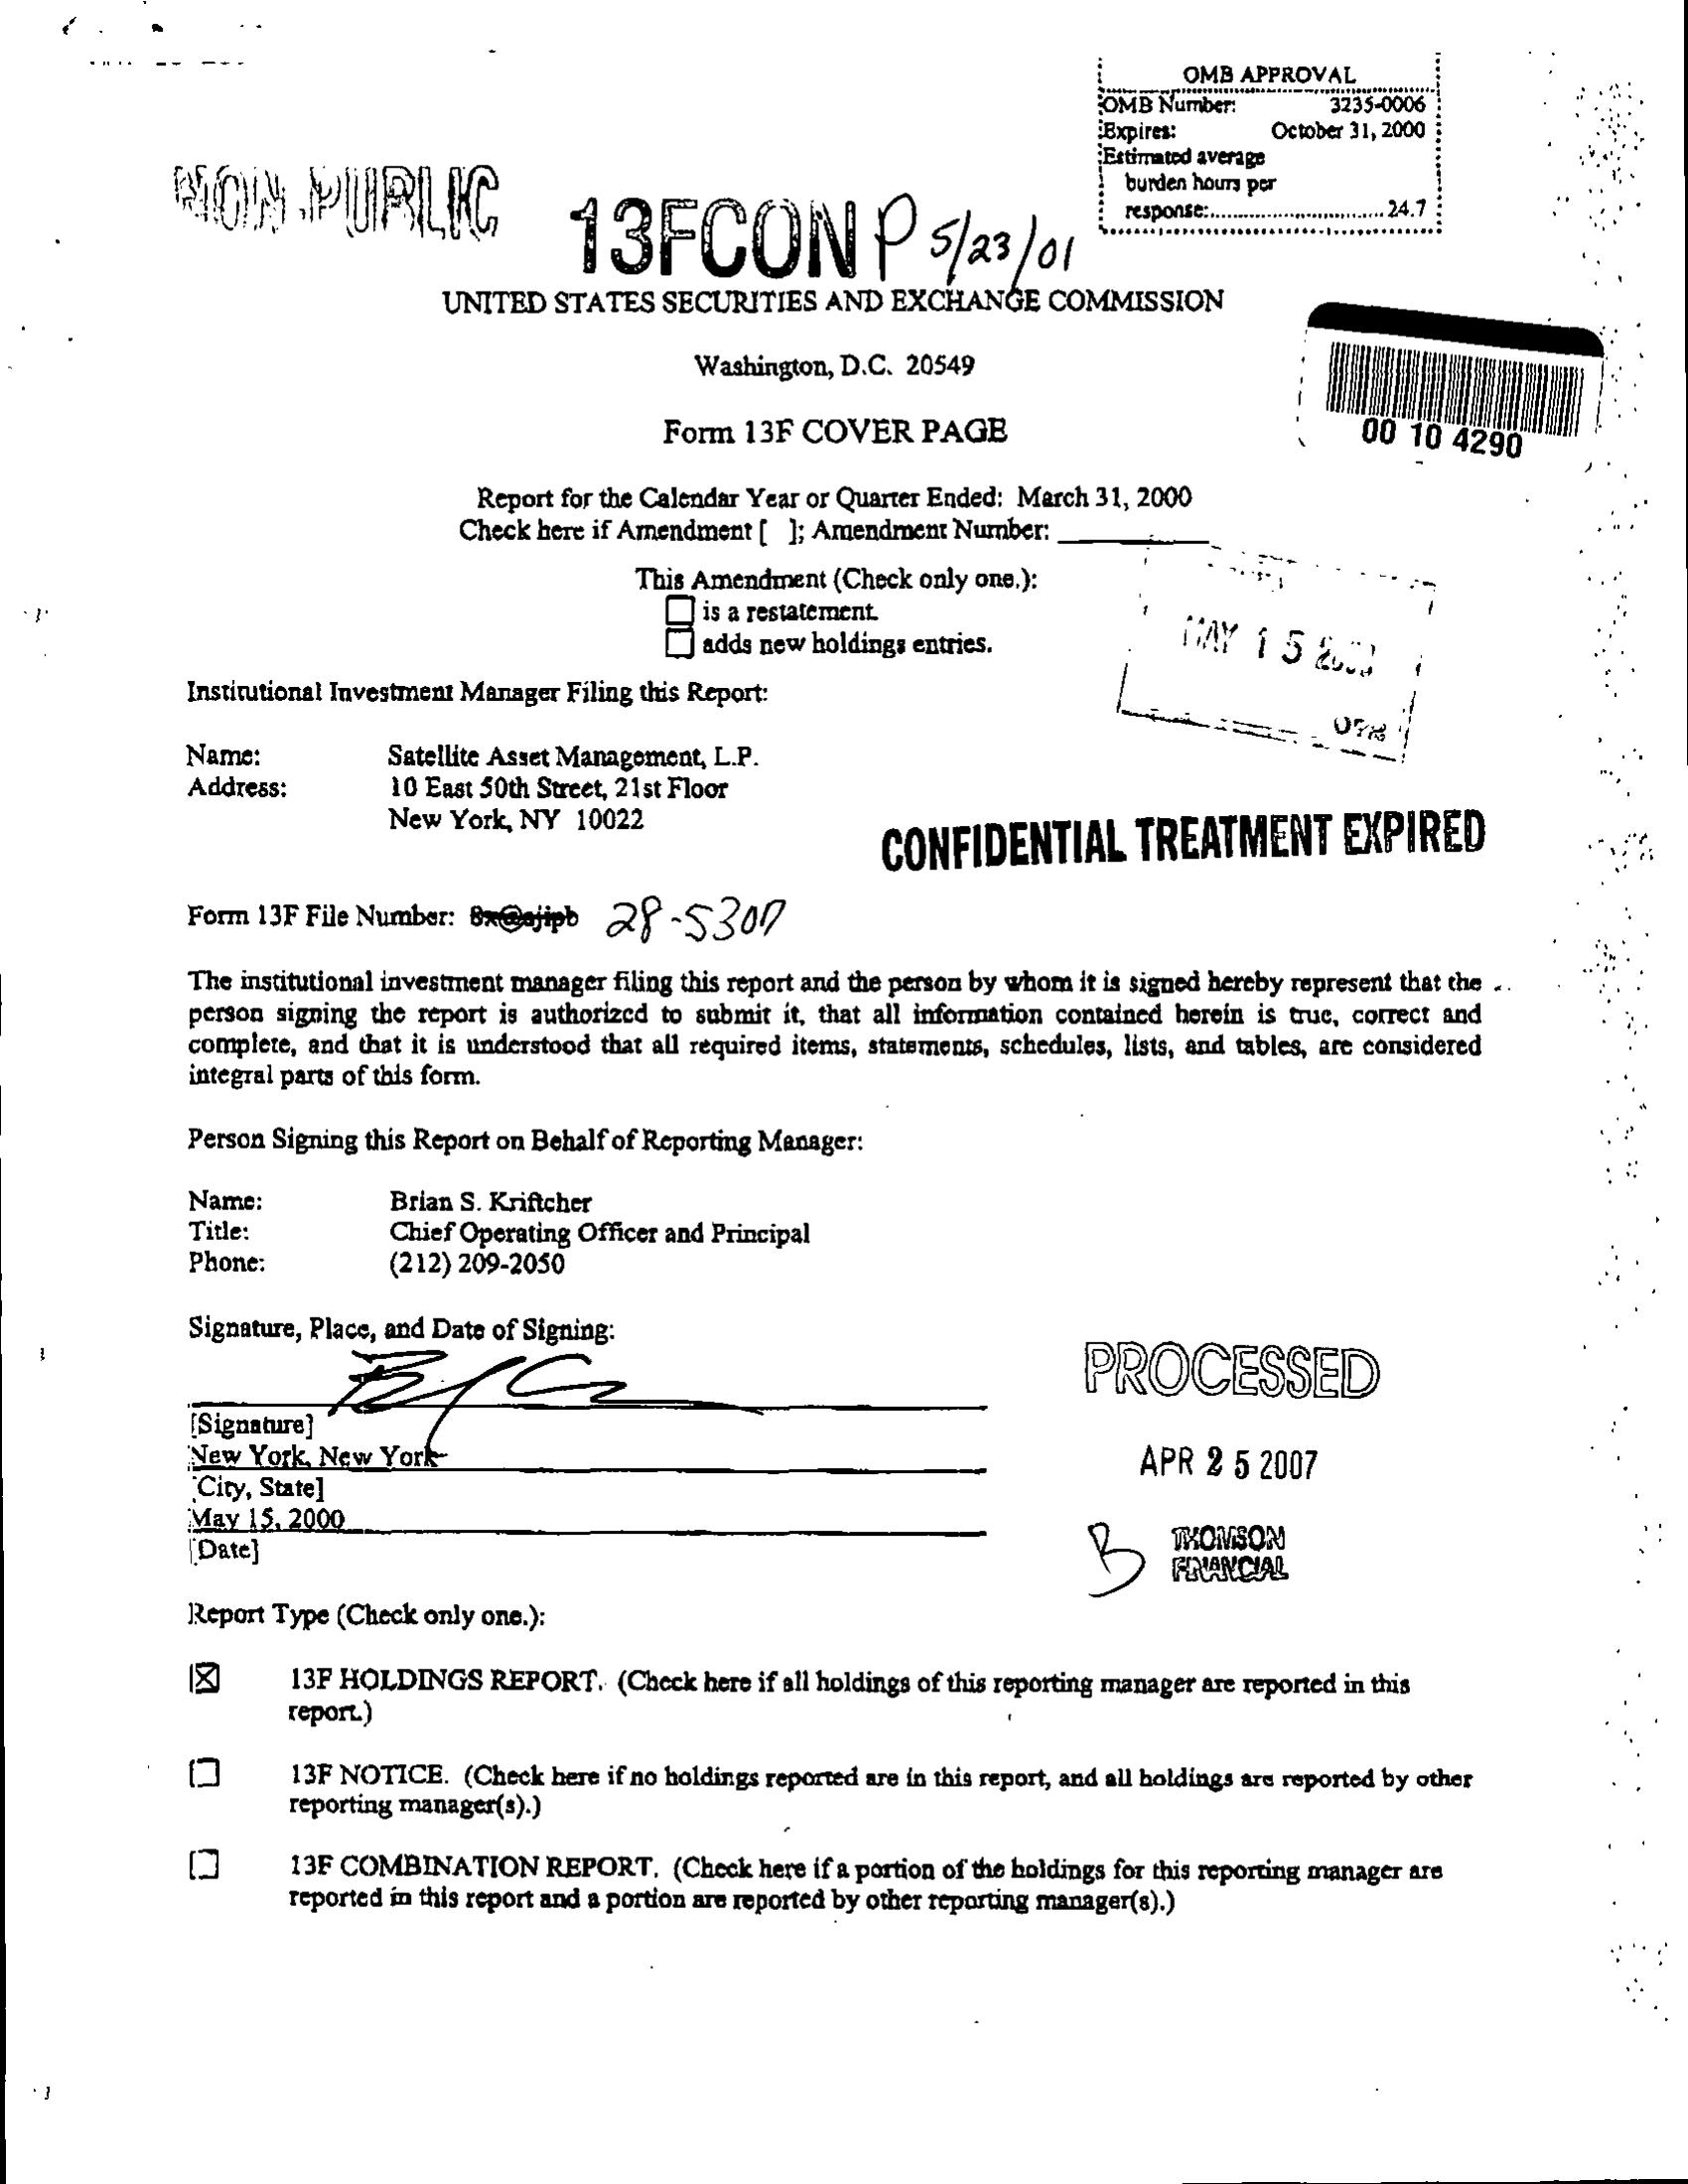 OMB APPROVAL
OMB Number: 3235-0006
Expires: October 31, 2000
Estimated average
burden hours per
response:.......................24.7
NON PUBLIC
13FCON P 5/23/01
UNITED STATES SECURITIES AND EXCHANGE COMMISSION
Washington, D.C. 20549
Form 13F COVER PAGE
00 10 4290
Report for the Calendar Year or Quarter Ended: March 31, 2000
Check here if Amendment [ ]; Amendment Number: ________
This Amendment (Check only one.):
is a restatement.
adds new holdings entries.
MAY 15
Institutional Investment Manager Filing this Report:
Name: Satellite Asset Management, L.P.
Address: 10 East 50th Street, 21st Floor
New York, NY 10022
CONFIDENTIAL TREATMENT EXPIRED
Form 13F File Number: 8x@ajipb 28-5307
The institutional investment manager filing this report and the person by whom it is signed hereby represent that the
person signing the report is authorized to submit it, that all information contained herein is true, correct and
complete, and that it is understood that all required items, statements, schedules, lists, and tables, are considered
integral parts of this form.
Person Signing this Report on Behalf of Reporting Manager:
Name: Brian S. Kriftcher
Title: Chief Operating Officer and Principal
Phone: (212) 209-2050
Signature, Place, and Date of Signing:
[Signature]
New York, New York
[City, State]
May 15, 2000
[Date]
PROCESSED
APR 25 2007
B THOMSON
FINANCIAL
Report Type (Check only one.):
13F HOLDINGS REPORT. (Check here if all holdings of this reporting manager are reported in this
report.)
13F NOTICE. (Check here if no holdings reported are in this report, and all holdings are reported by other
reporting manager(s).)
13F COMBINATION REPORT. (Check here if a portion of the holdings for this reporting manager are
reported in this report and a portion are reported by other reporting manager(s).)